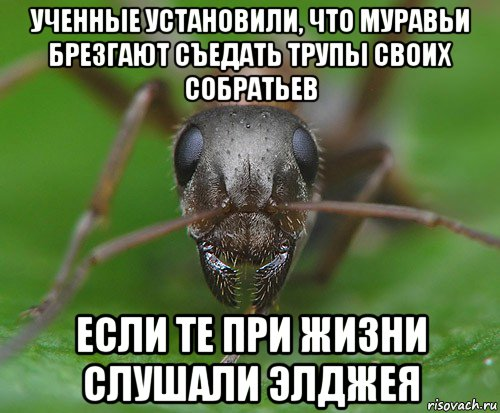 УЧЕННЫЕ УСТАНОВИЛИ, ЧТО МУРАВЬИ
БРЕЗГАЮТ СЪЕДАТЬ ТРУПЫ СВОИХ
СОБРАТЬЕВ
ЕСЛИ ТЕ ПРИ ЖИЗНИ
СЛУШАЛИ ЭЛДЖЕЯ
risovach.ru